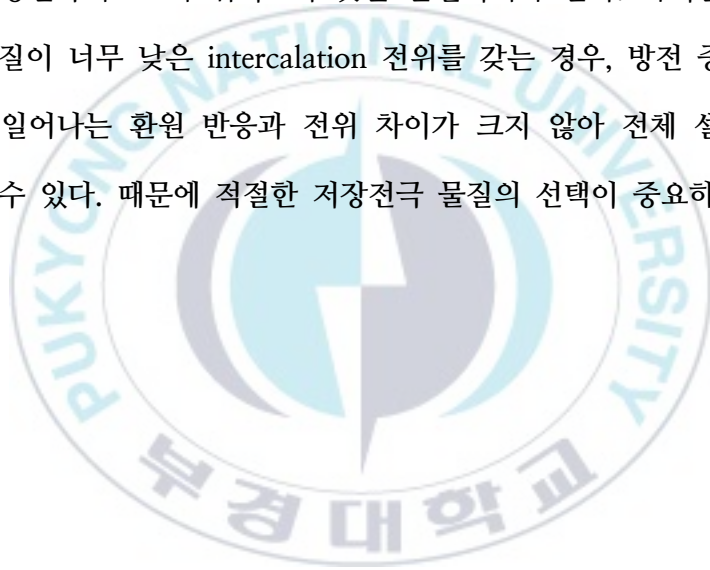 질이 너무 낮은 intercalation 전위를 갖는 경우, 방전 중
일어나는 환원 반응과 전위 차이가 크지 않아 전체 셀
수 있다. 때문에 적절한 저장전극 물질의 선택이 중요하
PUKYONG NATIONAL UNIVERSITY
부경대학교